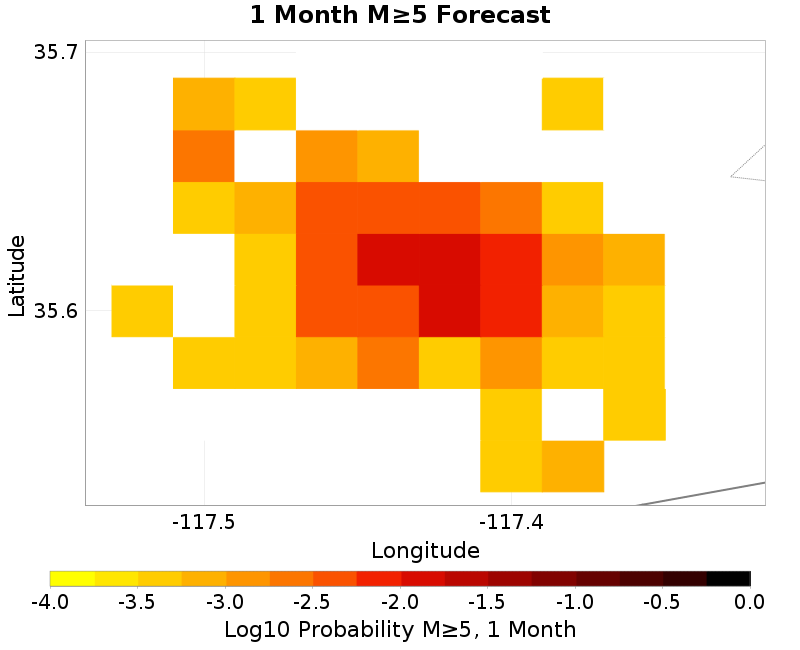 1 Month M≥5 Forecast
35.7
35.6
Latitude
-117.5 -117.4
Longitude
-4.0 -3.5 -3.0 -2.5 -2.0 -1.5 -1.0 -0.5 0.0
Log10 Probability M≥5, 1 Month